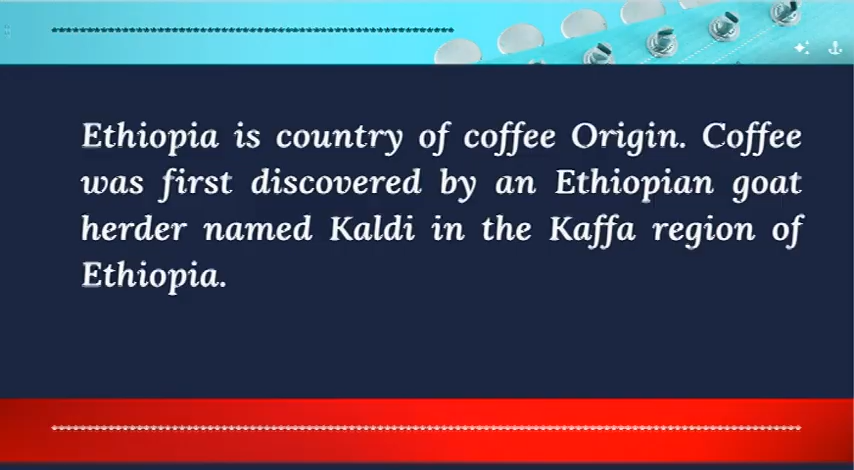 Ethiopia is country of coffee Origin. Coffee
was first discovered by an Ethiopian goat
herder named Kaldi in the Kaffa region of
Ethiopia.